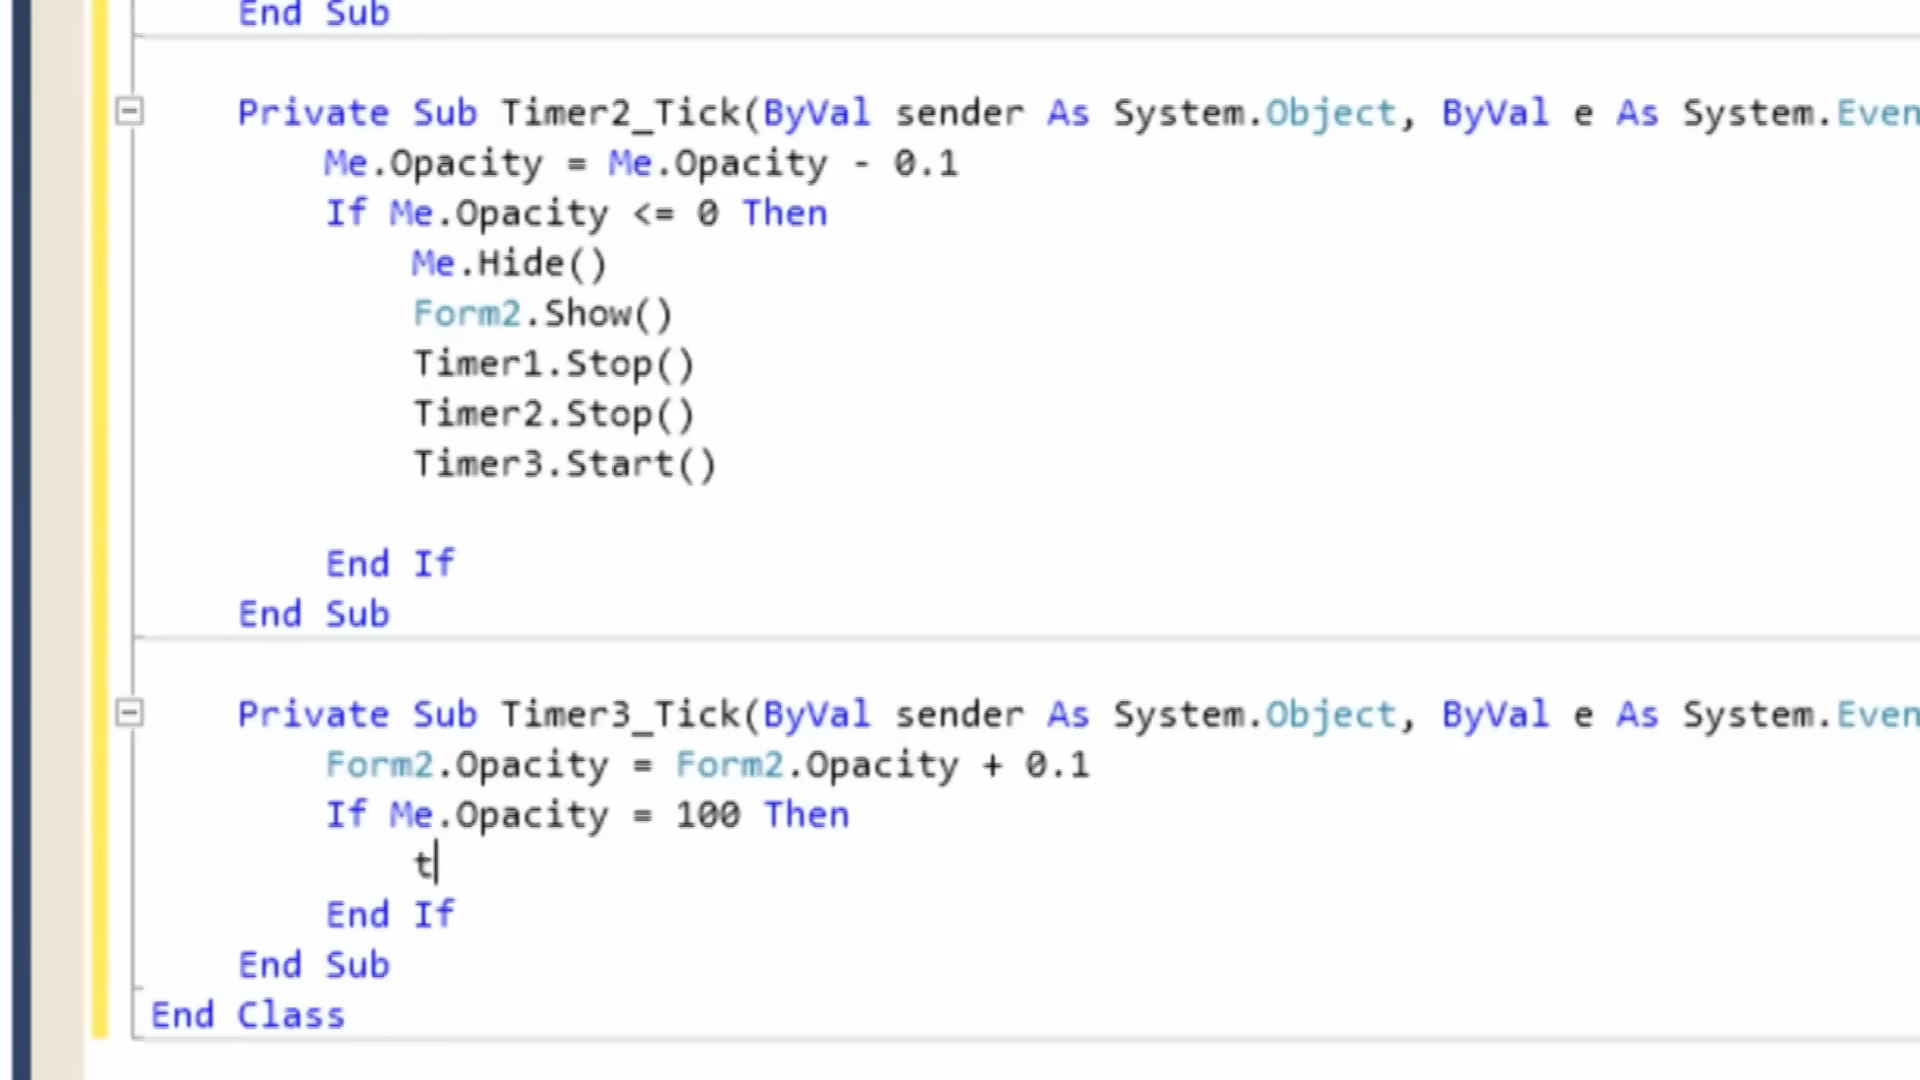 End Sub
Private Sub Timer2_Tick(ByVal sender As System.Object, ByVal e As System.Even
Me.Opacity = Me.Opacity - 0.1
If Me.Opacity <= 0 Then
Me.Hide()
Form2.Show()
Timer1.Stop()
Timer2.Stop()
Timer3.Start()
End If
End Sub
Private Sub Timer3_Tick(ByVal sender As System.Object, ByVal e As System.Even
Form2.Opacity = Form2.Opacity + 0.1
If Me.Opacity = 100 Then
t
End If
End Sub
End Class